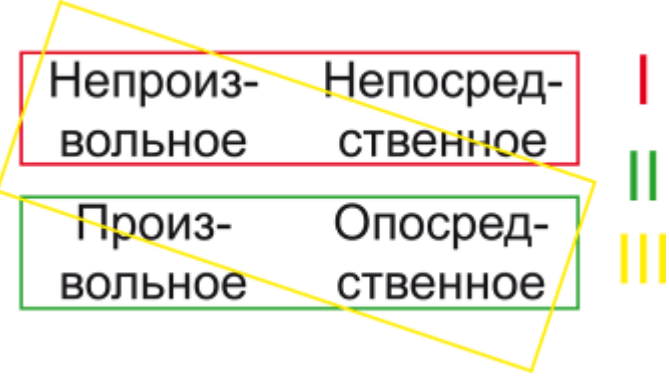 Непроиз- Непосред-
вольное ственное
Произ- Опосред-
вольное ственное
I
II
III